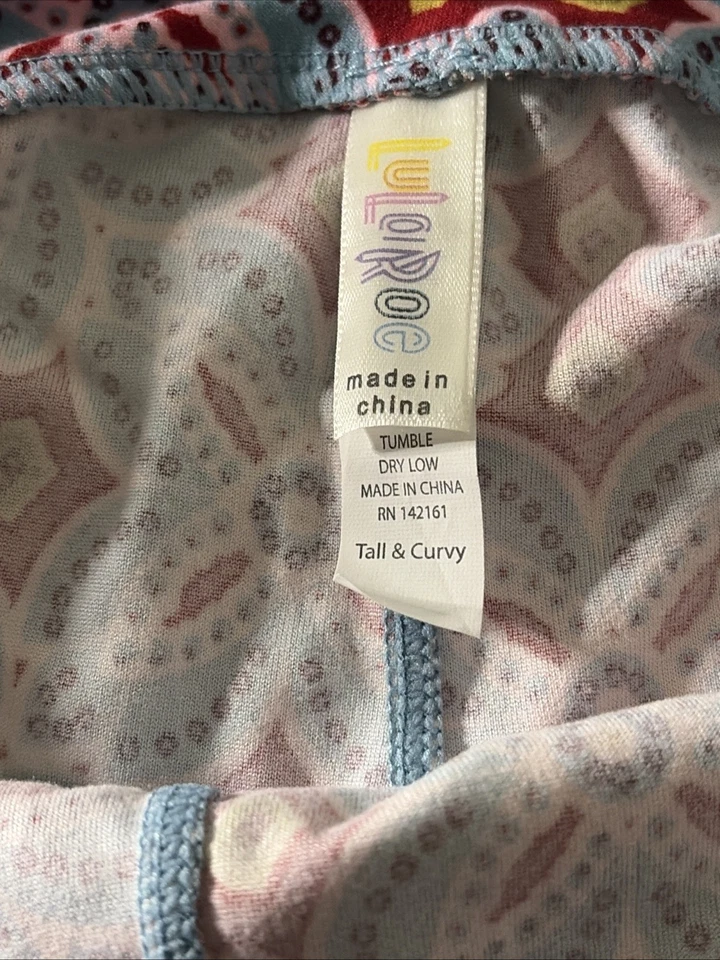 LuLaRoe
made in
china
TUMBLE
DRY LOW
MADE IN CHINA
RN 142161
Tall & Curvy